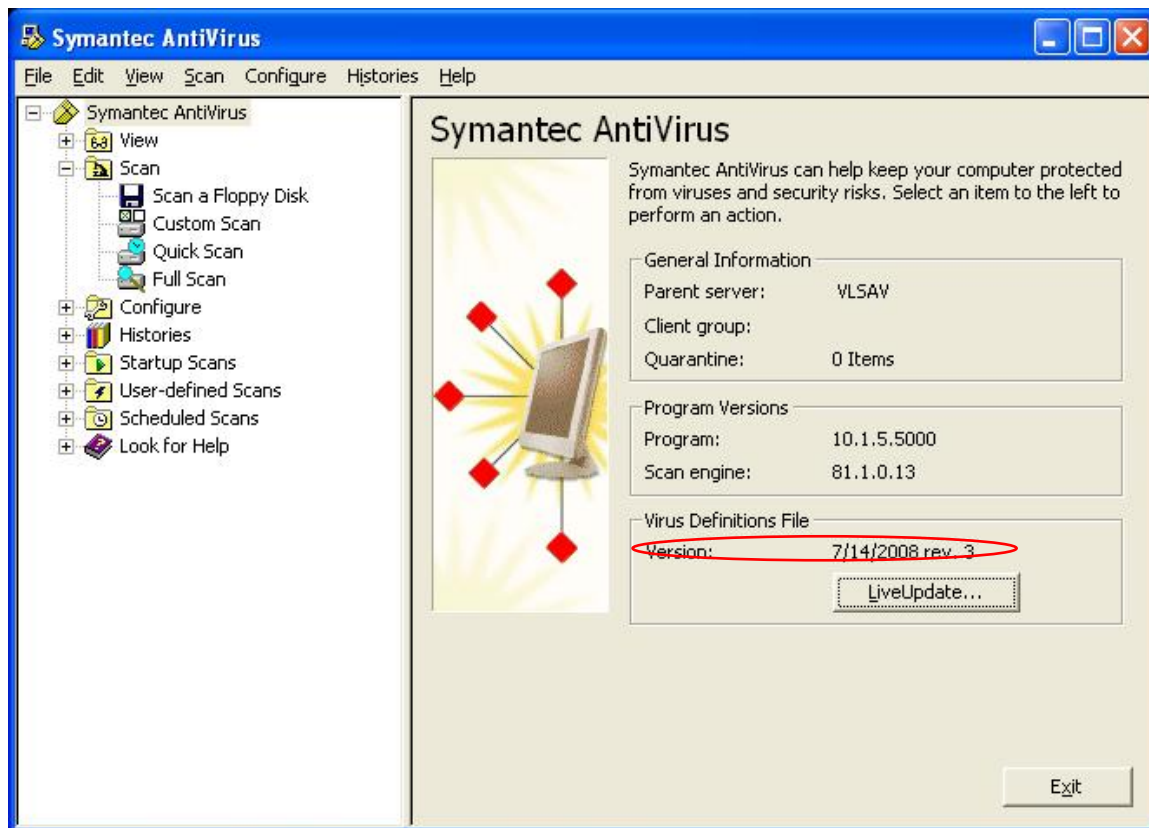 Symantec AntiVirus
File Edit View Scan Configure Histories Help
Symantec AntiVirus
View
Scan
Scan a Floppy Disk
Custom Scan
Quick Scan
Full Scan
Configure
Histories
Startup Scans
User-defined Scans
Scheduled Scans
Look for Help
Symantec AntiVirus
Symantec AntiVirus can help keep your computer protected
from viruses and security risks. Select an item to the left to
perform an action.
General Information
Parent server: VLSAV
Client group:
Quarantine: 0 Items
Program Versions
Program: 10.1.5.5000
Scan engine: 81.1.0.13
Virus Definitions File
Version: 7/14/2008 rev. 3
LiveUpdate...
Exit